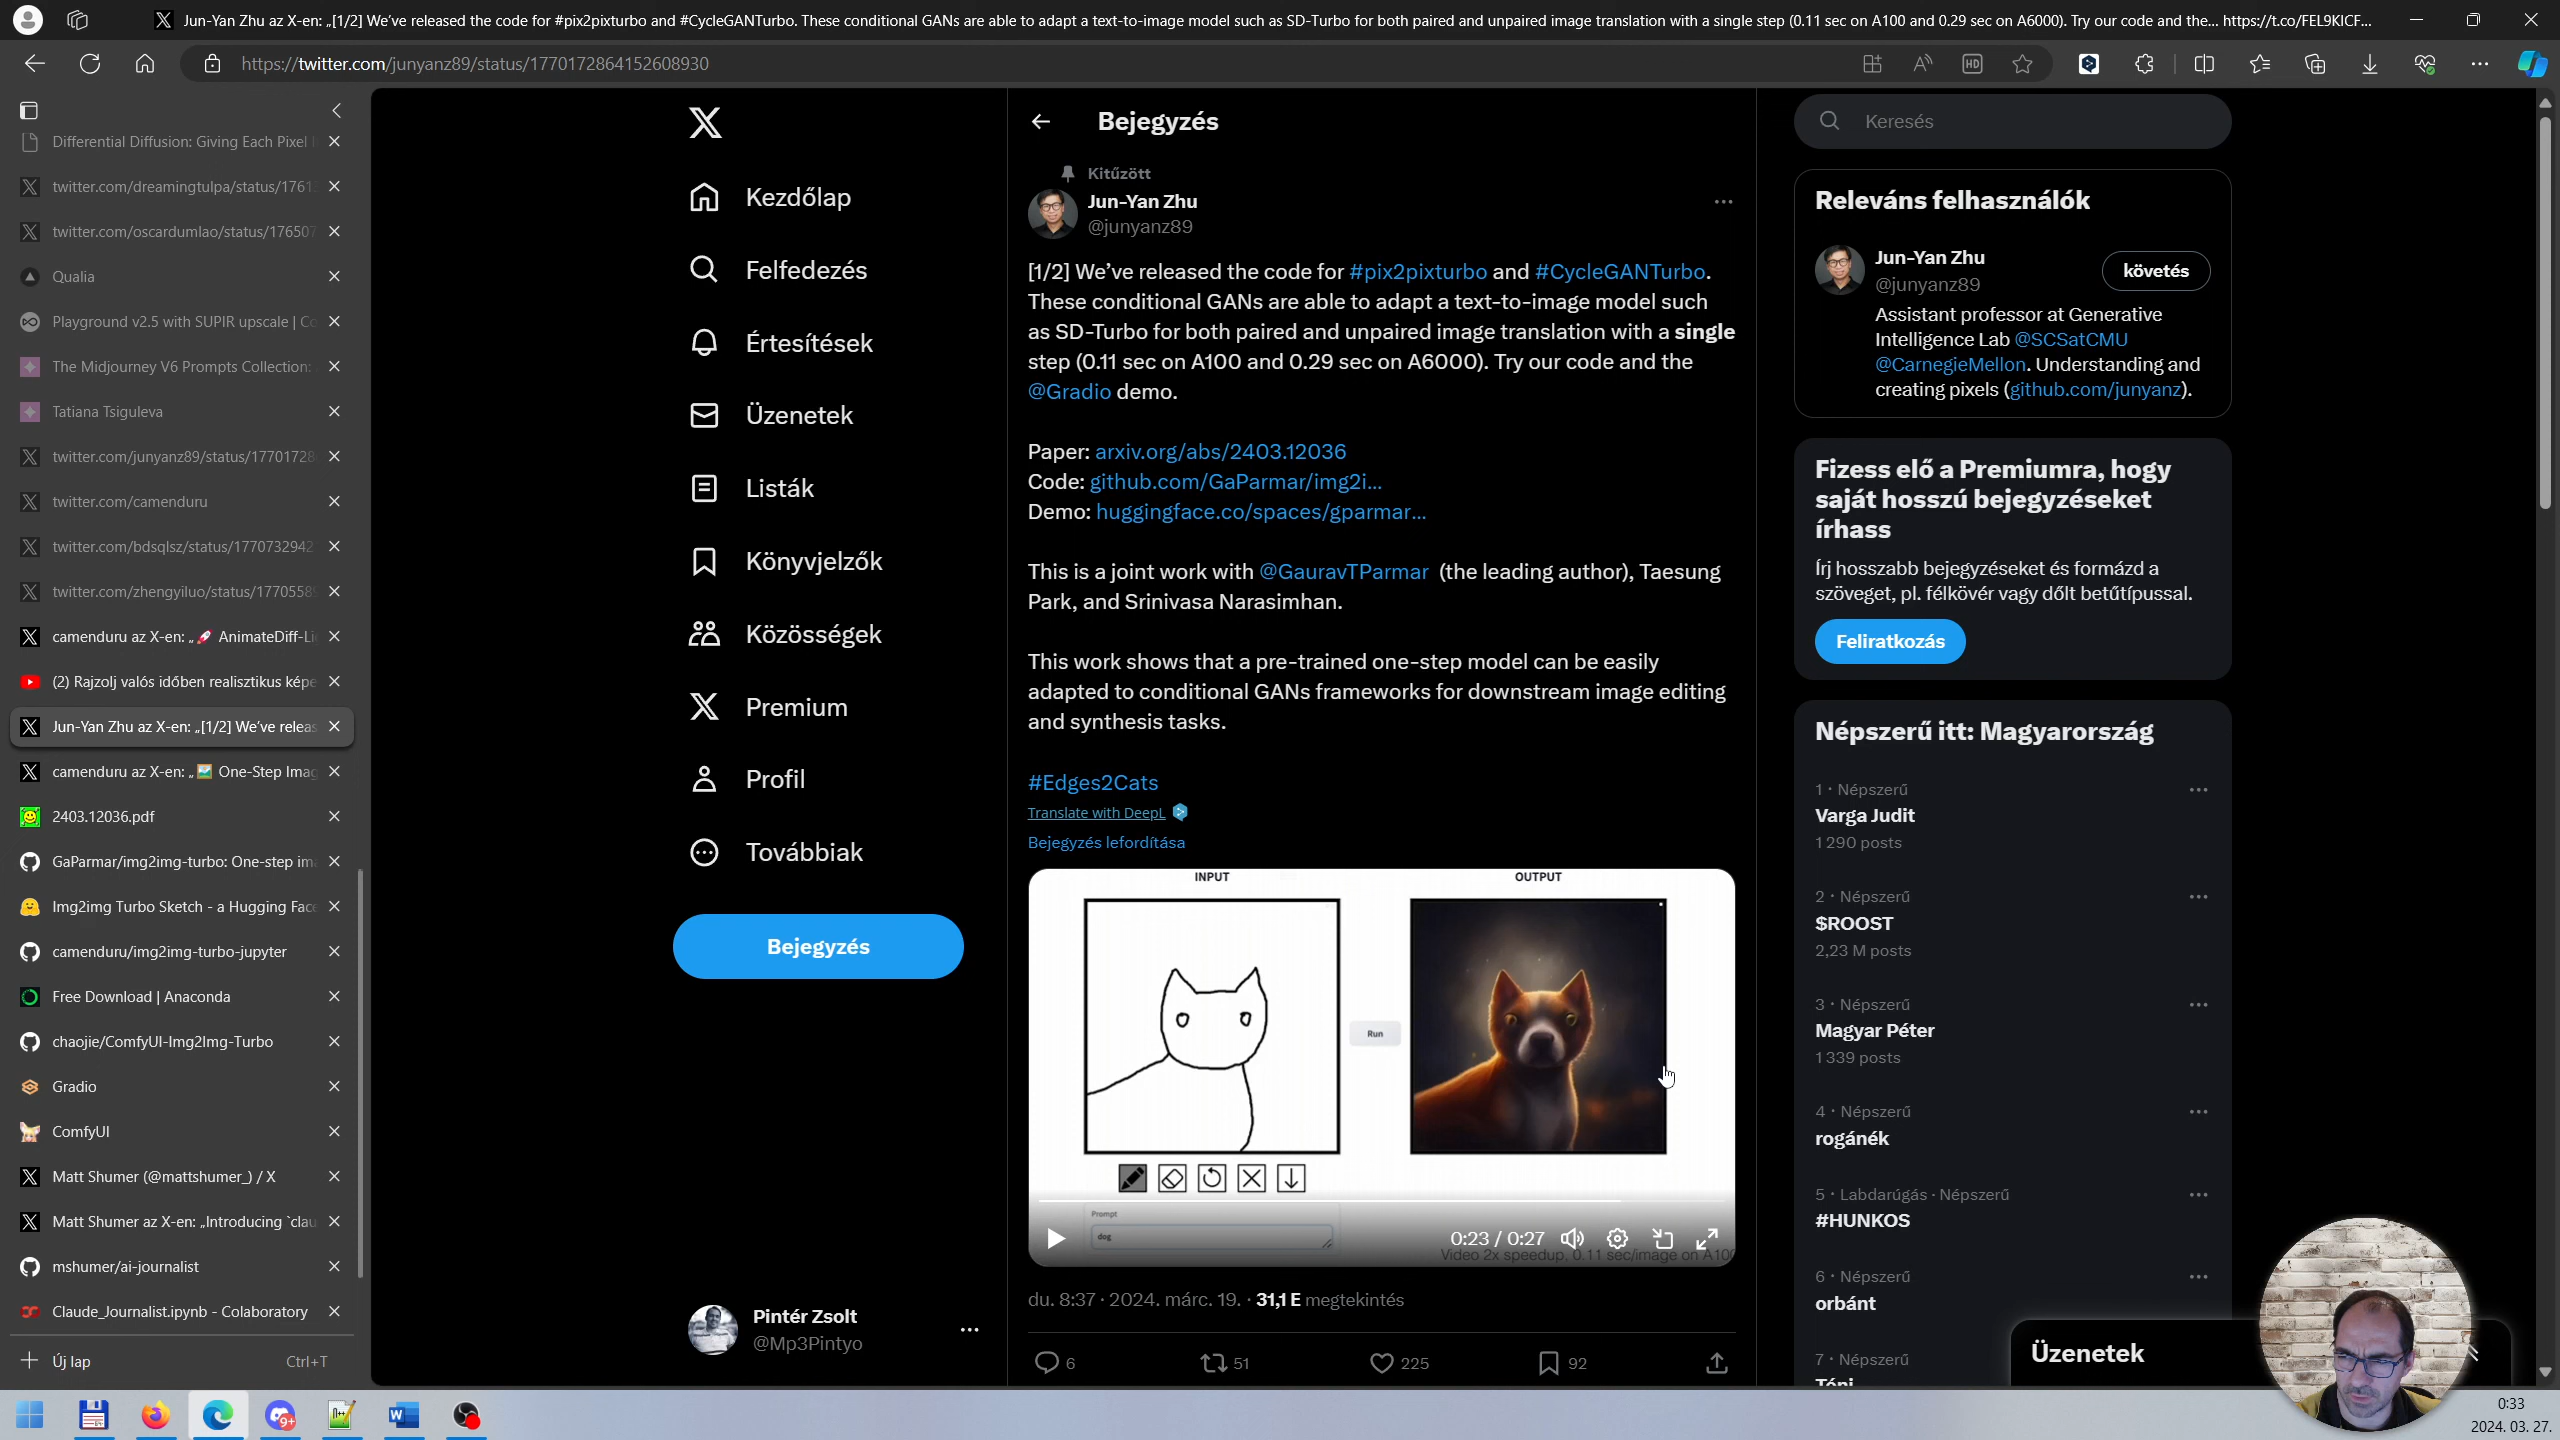 Jun-Yan Zhu az X-en: „[1/2] We've released the code for #pix2pixturbo and #CycleGANTurbo. These conditional GANs are able to adapt a text-to-image model such as SD-Turbo for both paired and unpaired image translation with a single step (0.11 sec on A100 and 0.29 sec on A6000). Try our code and the... https://t.co/FEL9KICF...
https://twitter.com/junyanz89/status/1770172864152608930
Differential Diffusion: Giving Each Pixel
twitter.com/dreamingtulpa/status/1761
twitter.com/oscardumlao/status/176507
Qualia
Playground v2.5 with SUPIR upscale | Co
The Midjourney V6 Prompts Collection:
Tatiana Tsiguleva
twitter.com/junyanz89/status/17701728
twitter.com/camenduru
twitter.com/bdsqlsz/status/1770732942
twitter.com/zhengyiluo/status/1770558
camenduru az X-en: „🚀 AnimateDiff-Li
(2) Rajzolj valós időben realisztikus képe
Jun-Yan Zhu az X-en: „[1/2] We've releas
camenduru az X-en: „🖼️ One-Step Imag
2403.12036.pdf
GaParmar/img2img-turbo: One-step im
Img2img Turbo Sketch - a Hugging Face
camenduru/img2img-turbo-jupyter
Free Download | Anaconda
chaojie/ComfyUI-Img2Img-Turbo
Gradio
ComfyUI
Matt Shumer (@mattshumer_) / X
Matt Shumer az X-en: „Introducing `clau
mshumer/ai-journalist
Claude_Journalist.ipynb - Colaboratory
Új lap Ctrl+T
Kezdőlap
Felfedezés
Értesítések
Üzenetek
Listák
Könyvjelzők
Közösségek
Premium
Profil
Továbbiak
Bejegyzés
Pintér Zsolt
@Mp3Pintyo
Bejegyzés
Kitűzött
Jun-Yan Zhu
@junyanz89
[1/2] We've released the code for #pix2pixturbo and #CycleGANTurbo.
These conditional GANs are able to adapt a text-to-image model such
as SD-Turbo for both paired and unpaired image translation with a single
step (0.11 sec on A100 and 0.29 sec on A6000). Try our code and the
@Gradio demo.
Paper: arxiv.org/abs/2403.12036
Code: github.com/GaParmar/img2i...
Demo: huggingface.co/spaces/gparmar...
This is a joint work with @GauravTParmar (the leading author), Taesung
Park, and Srinivasa Narasimhan.
This work shows that a pre-trained one-step model can be easily
adapted to conditional GANs frameworks for downstream image editing
and synthesis tasks.
#Edges2Cats
Translate with DeepL
Bejegyzés lefordítása
INPUT OUTPUT
Run
Prompt
dog
0:23 / 0:27
Video 2x speedup. 0.11 sec/image on A100
du. 8:37 · 2024. márc. 19. · 31,1 E megtekintés
6 51 225 92
Keresés
Releváns felhasználók
Jun-Yan Zhu
@junyanz89
követés
Assistant professor at Generative
Intelligence Lab @SCSatCMU
@CarnegieMellon. Understanding and
creating pixels (github.com/junyanz).
Fizess elő a Premiumra, hogy
saját hosszú bejegyzéseket
írhass
Írj hosszabb bejegyzéseket és formázd a
szöveget, pl. félkövér vagy dőlt betűtípussal.
Feliratkozás
Népszerű itt: Magyarország
1 · Népszerű
Varga Judit
1 290 posts
2 · Népszerű
$ROOST
2,23 M posts
3 · Népszerű
Magyar Péter
1 339 posts
4 · Népszerű
rogánék
5 · Labdarúgás · Népszerű
#HUNKOS
6 · Népszerű
orbánt
7 · Népszerű
Üzenetek
0:33
2024. 03. 27.